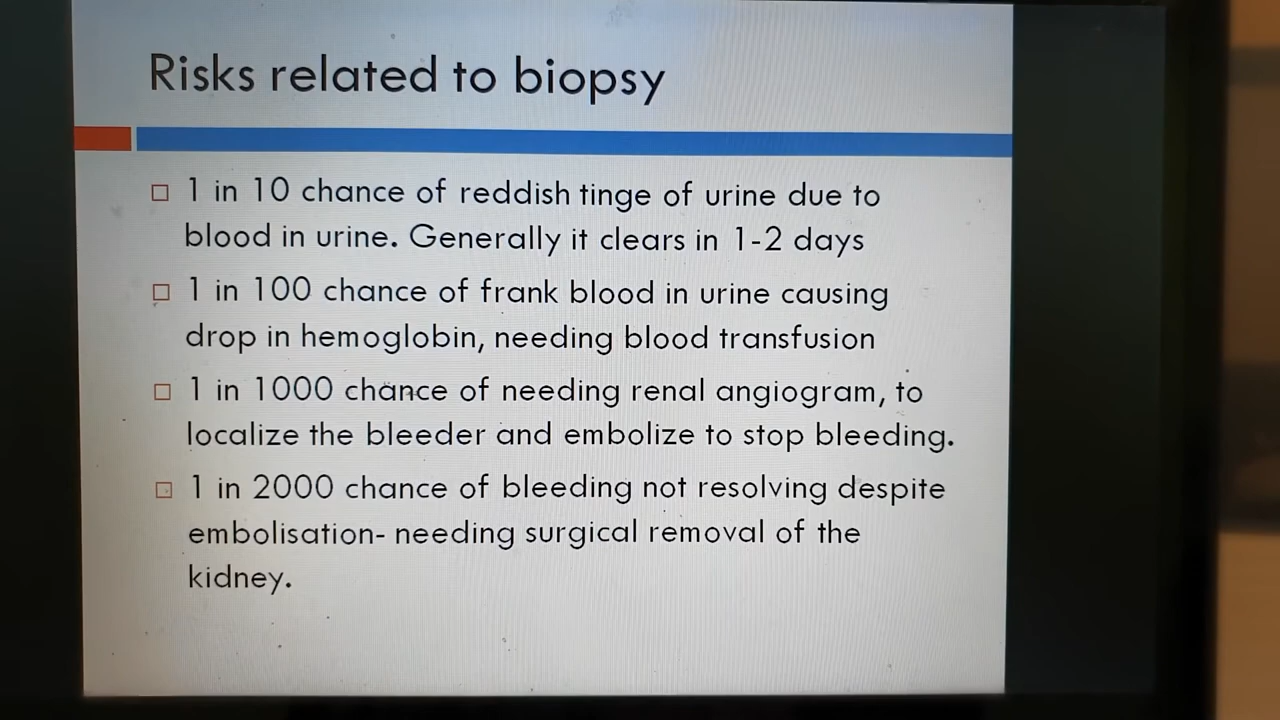 Risks related to biopsy
1 in 10 chance of reddish tinge of urine due to
blood in urine. Generally it clears in 1-2 days
1 in 100 chance of frank blood in urine causing
drop in hemoglobin, needing blood transfusion
1 in 1000 chance of needing renal angiogram, to
localize the bleeder and embolize to stop bleeding.
1 in 2000 chance of bleeding not resolving despite
embolisation- needing surgical removal of the
kidney.